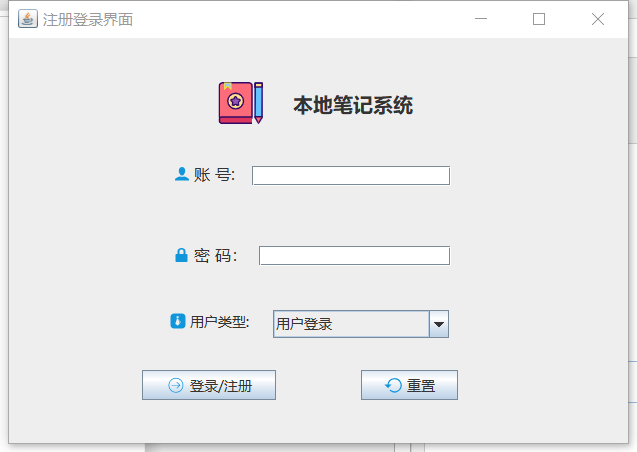 注册登录界面
本地笔记系统
账 号:
密 码:
用户类型:
用户登录
登录/注册
重置